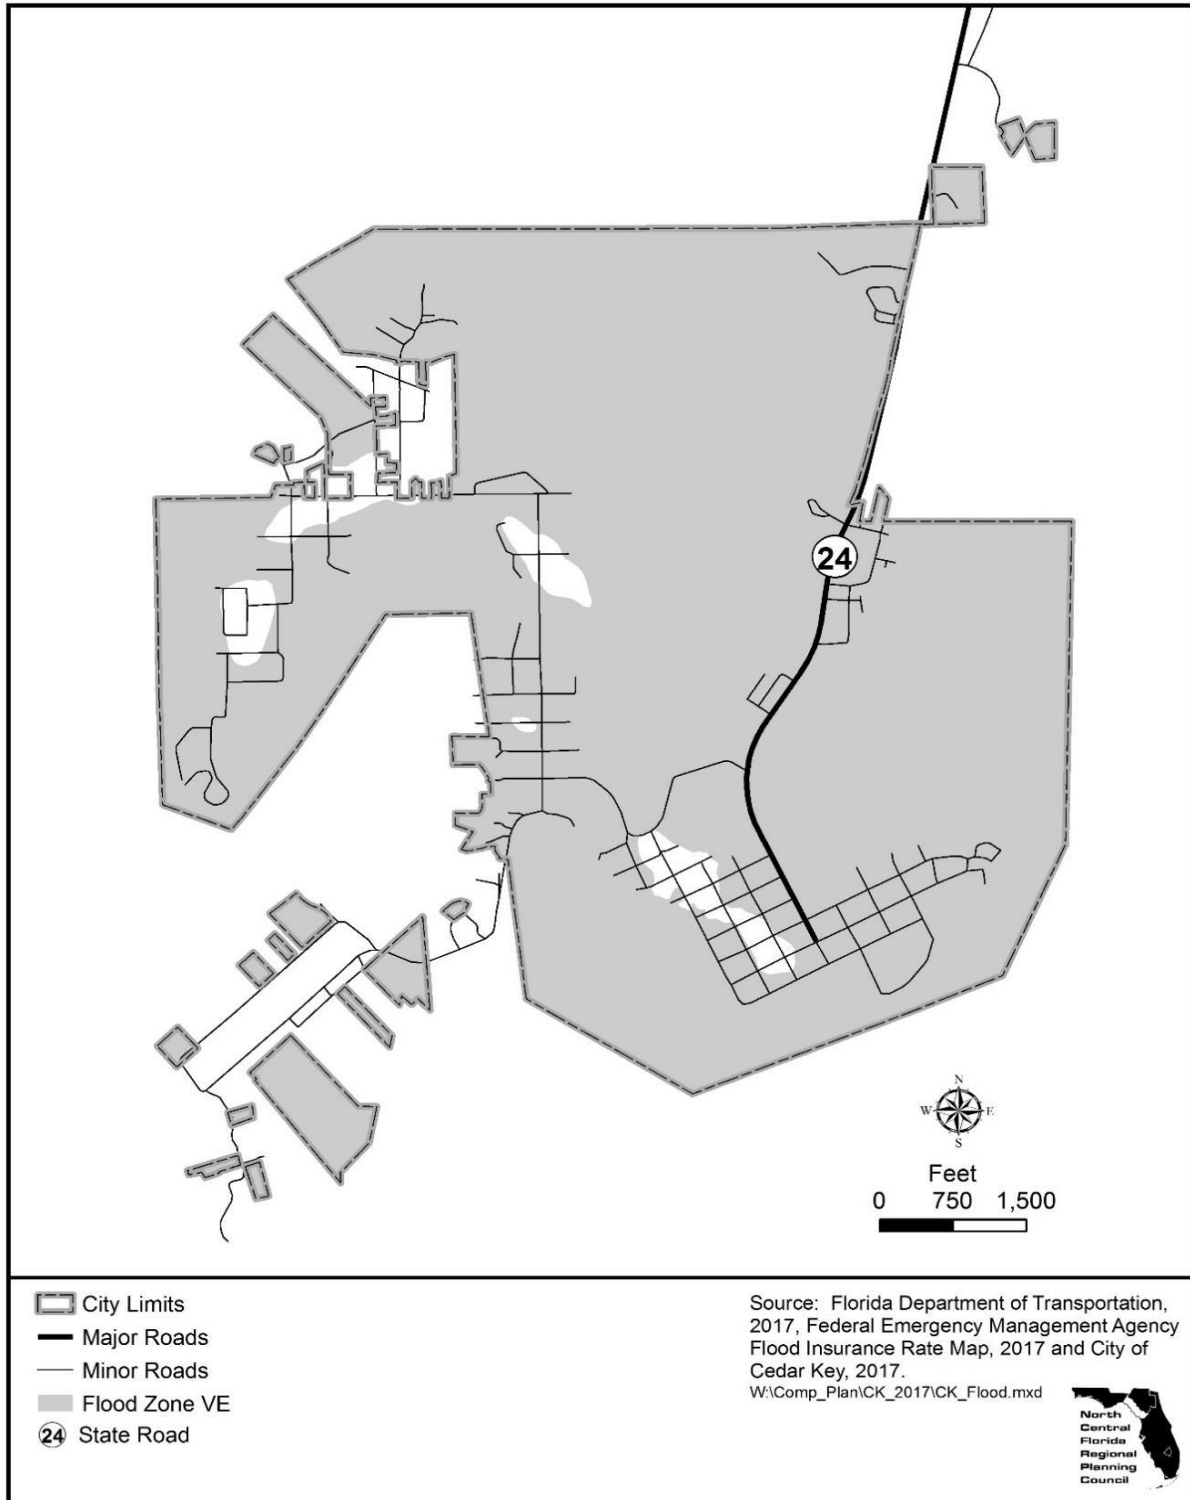 24
N
W E
S
Feet
0 750 1,500
City Limits
Major Roads
Minor Roads
Flood Zone VE
24 State Road
Source: Florida Department of Transportation,
2017, Federal Emergency Management Agency
Flood Insurance Rate Map, 2017 and City of
Cedar Key, 2017.
W:\Comp_Plan\CK_2017\CK_Flood.mxd
North
Central
Florida
Regional
Planning
Council